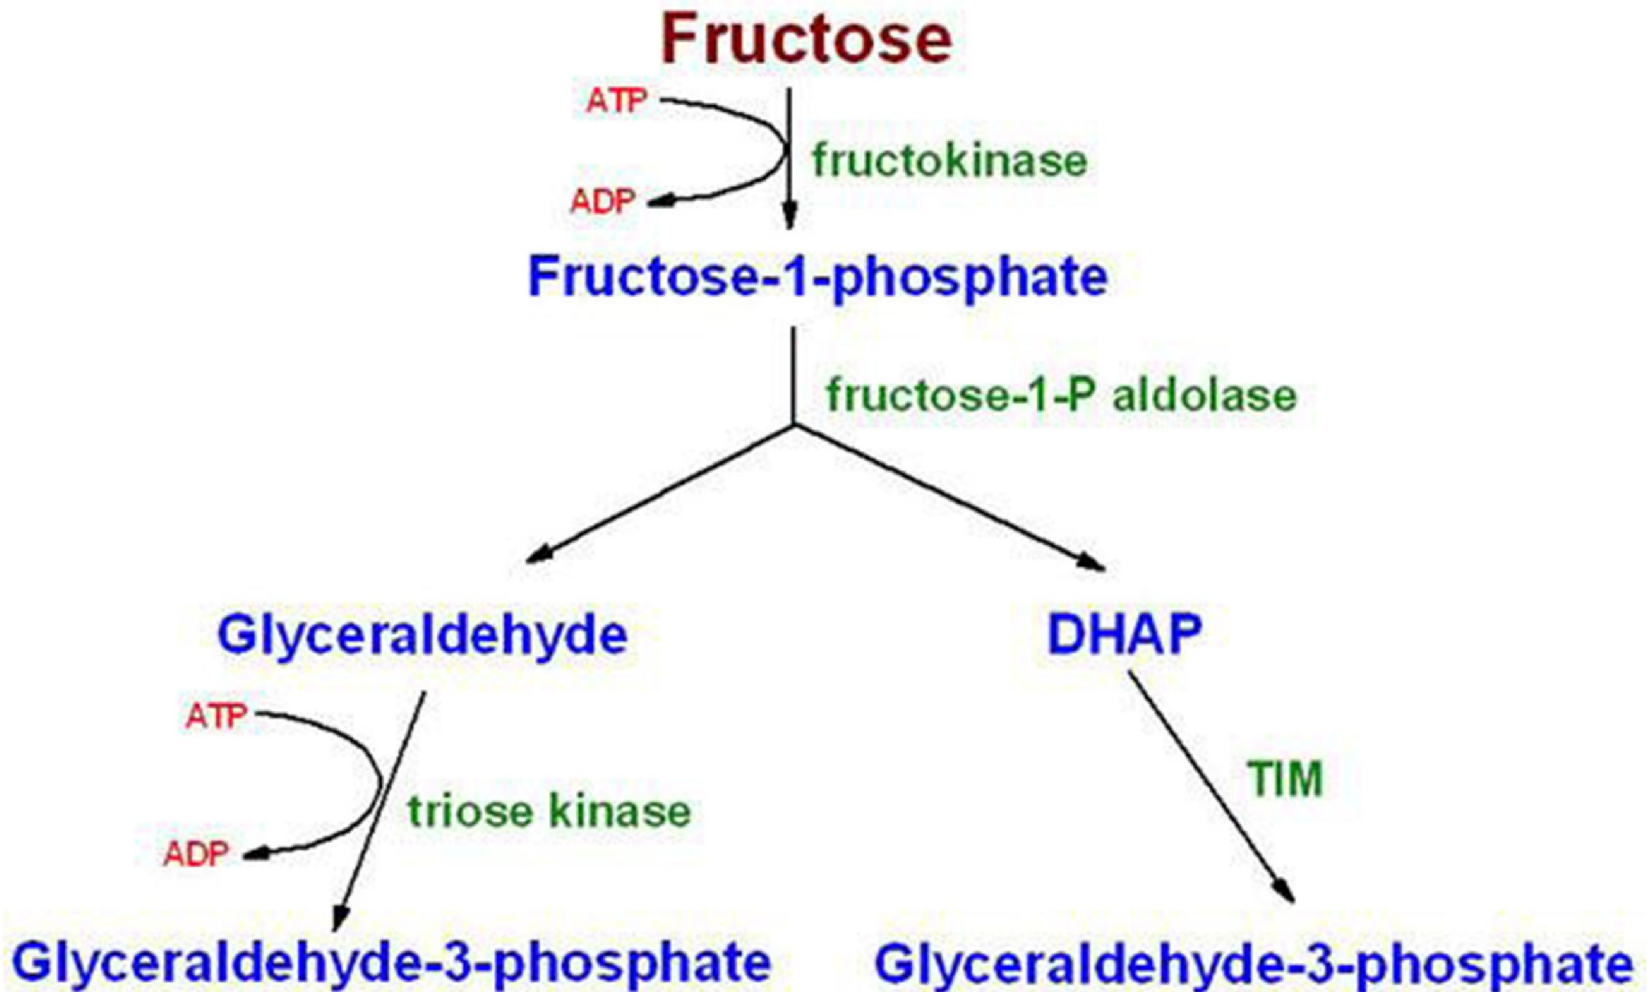 Fructose
ATP
fructokinase
ADP
Fructose-1-phosphate
fructose-1-P aldolase
Glyceraldehyde
DHAP
ATP
TIM
triose kinase
ADP
Glyceraldehyde-3-phosphate
Glyceraldehyde-3-phosphate